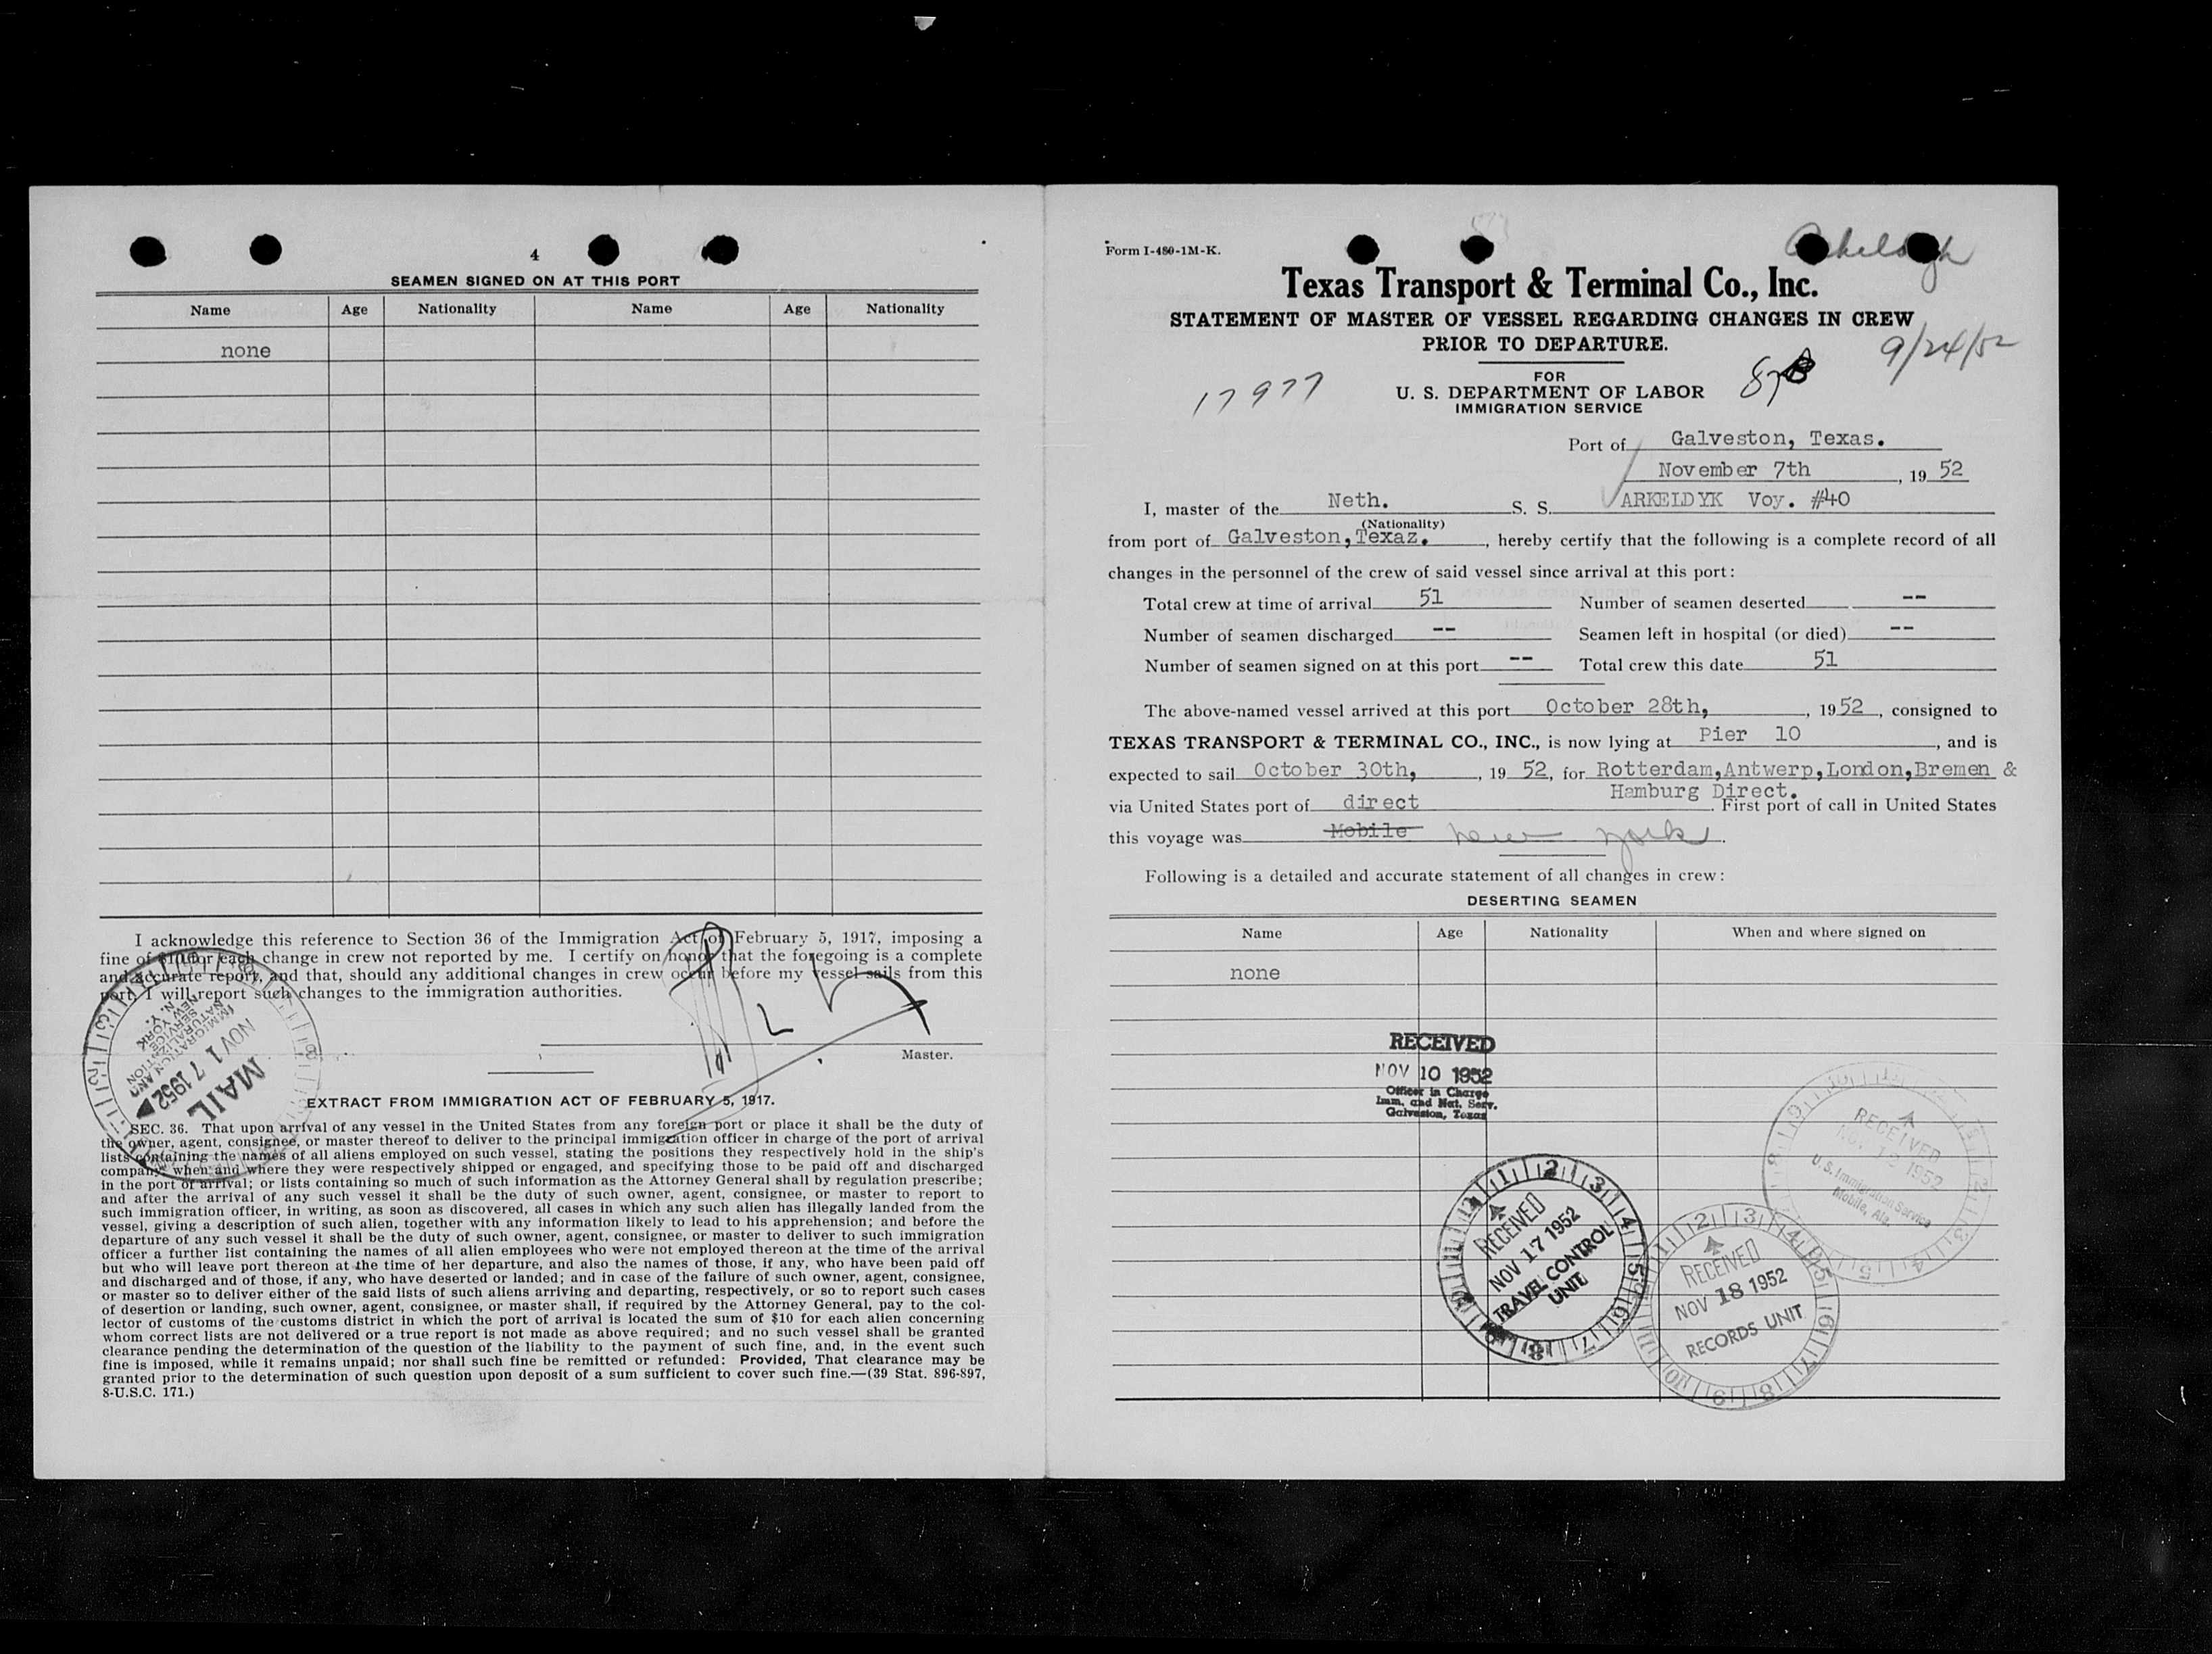 4
SEAMEN SIGNED ON AT THIS PORT
Name Age Nationality Name Age Nationality
none
I acknowledge this reference to Section 36 of the Immigration Act of February 5, 1917, imposing a
fine of $10 for each change in crew not reported by me. I certify on honor that the foregoing is a complete
and accurate report, and that, should any additional changes in crew occur before my vessel sails from this
port, I will report such changes to the immigration authorities.
Master.
IMMIGRATION AND
NATURALIZATION
SERVICE
NEW YORK
N. Y.
NOV 17 1952
MAIL
EXTRACT FROM IMMIGRATION ACT OF FEBRUARY 5, 1917.
SEC. 36. That upon arrival of any vessel in the United States from any foreign port or place it shall be the duty of
the owner, agent, consignee, or master thereof to deliver to the principal immigration officer in charge of the port of arrival
lists containing the names of all aliens employed on such vessel, stating the positions they respectively hold in the ship's
company, when and where they were respectively shipped or engaged, and specifying those to be paid off and discharged
in the port of arrival; or lists containing so much of such information as the Attorney General shall by regulation prescribe;
and after the arrival of any such vessel it shall be the duty of such owner, agent, consignee, or master to report to
such immigration officer, in writing, as soon as discovered, all cases in which any such alien has illegally landed from the
vessel, giving a description of such alien, together with any information likely to lead to his apprehension; and before the
departure of any such vessel it shall be the duty of such owner, agent, consignee, or master to deliver to such immigration
officer a further list containing the names of all alien employees who were not employed thereon at the time of the arrival
but who will leave port thereon at the time of her departure, and also the names of those, if any, who have been paid off
and discharged and of those, if any, who have deserted or landed; and in case of the failure of such owner, agent, consignee,
or master so to deliver either of the said lists of such aliens arriving and departing, respectively, or so to report such cases
of desertion or landing, such owner, agent, consignee, or master shall, if required by the Attorney General, pay to the col-
lector of customs of the customs district in which the port of arrival is located the sum of $10 for each alien concerning
whom correct lists are not delivered or a true report is not made as above required; and no such vessel shall be granted
clearance pending the determination of the question of the liability to the payment of such fine, and, in the event such
fine is imposed, while it remains unpaid; nor shall such fine be remitted or refunded: Provided, That clearance may be
granted prior to the determination of such question upon deposit of a sum sufficient to cover such fine.—(39 Stat. 896-897,
8-U.S.C. 171.)
Form I-480-1M-K.
Texas Transport & Terminal Co., Inc.
STATEMENT OF MASTER OF VESSEL REGARDING CHANGES IN CREW
PRIOR TO DEPARTURE.
9/24/52
FOR
17977
U. S. DEPARTMENT OF LABOR
IMMIGRATION SERVICE
Port of Galveston, Texas.
November 7th, 19 52
I, master of the Neth. S. S. ARKELDYK Voy. #40
(Nationality)
from port of Galveston, Texaz., hereby certify that the following is a complete record of all
changes in the personnel of the crew of said vessel since arrival at this port:
Total crew at time of arrival 51 Number of seamen deserted --
Number of seamen discharged -- Seamen left in hospital (or died) --
Number of seamen signed on at this port -- Total crew this date 51
The above-named vessel arrived at this port October 28th, , 1952, consigned to
TEXAS TRANSPORT & TERMINAL CO., INC., is now lying at Pier 10, and is
expected to sail October 30th, , 19 52, for Rotterdam,Antwerp,London,Bremen &
Hamburg Direct.
via United States port of direct. First port of call in United States
this voyage was Mobile new york.
Following is a detailed and accurate statement of all changes in crew:
DESERTING SEAMEN
Name Age Nationality When and where signed on
none
RECEIVED
NOV 10 1952
Officer in Charge
Imm. and Nat. Serv.
Galveston, Texas
RECEIVED
NOV 12 1952
U.S. Immigration Service
Mobile, Ala.
RECEIVED
NOV 17 1952
TRAVEL CONTROL
UNIT
RECEIVED
NOV 18 1952
RECORDS UNIT